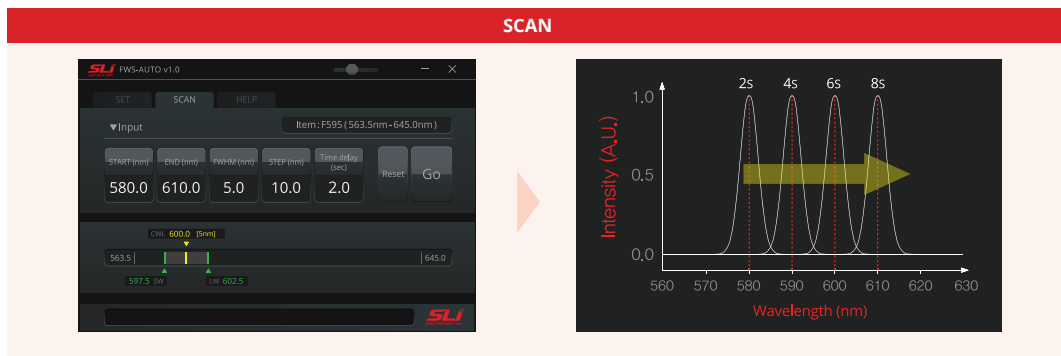 SCAN
SLi FWS-AUTO v1.0
SET SCAN HELP
▼Input
Item : F595 ( 563.5nm - 645.0nm )
START (nm) END (nm) FWHM (nm) STEP (nm) Time delay (sec)
580.0 610.0 5.0 10.0 2.0
Reset Go
CWL 600.0 [5nm]
563.5 645.0
597.5 SW LW 602.5
SLi
2s 4s 6s 8s
1.0
0.5
0.0
Intensity (A.U.)
560 570 580 590 600 610 620 630
Wavelength (nm)